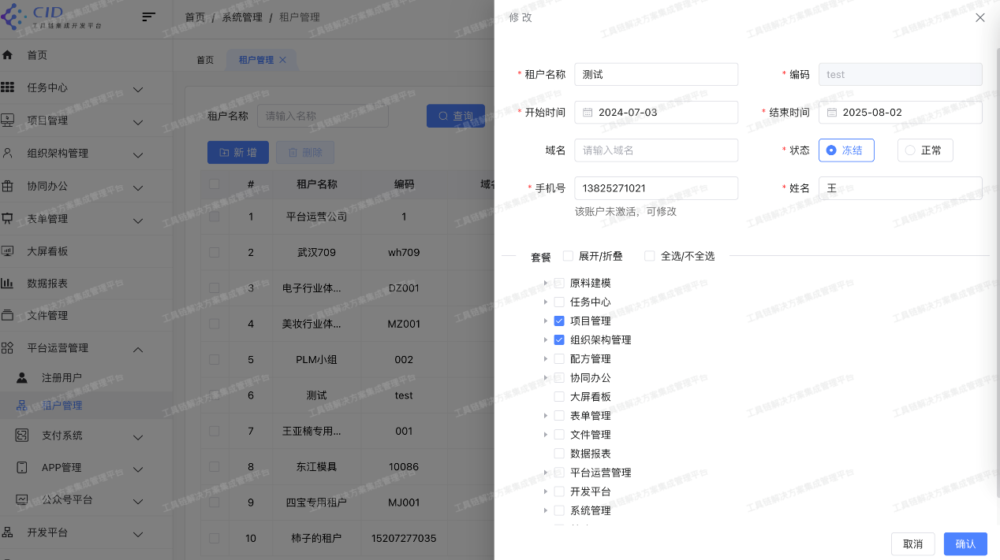 CID
工具链集成开发平台
首页 / 系统管理 / 租户管理
首页
任务中心
项目管理
组织架构管理
协同办公
表单管理
大屏看板
数据报表
文件管理
平台运营管理
注册用户
租户管理
支付系统
APP管理
公众号平台
开发平台
首页 租户管理
租户名称 请输入名称 查询
新增 删除
# 租户名称 编码
1 平台运营公司 1
2 武汉709 wh709
3 电子行业体... DZ001
4 美妆行业体... MZ001
5 PLM小组 002
6 测试 test
7 王亚楠专用... 001
8 东江模具 10086
9 四宝专用租户 MJ001
10 柿子的租户 15207277035
修改
* 租户名称 测试 * 编码 test
* 开始时间 2024-07-03 * 结束时间 2025-08-02
域名 请输入域名 * 状态 冻结 正常
* 手机号 13825271021 * 姓名 王
该账户未激活，可修改
套餐 展开/折叠 全选/不全选
原料建模
任务中心
项目管理
组织架构管理
配方管理
协同办公
大屏看板
表单管理
文件管理
数据报表
平台运营管理
开发平台
系统管理
取消 确认
工具链解决方案集成管理平台